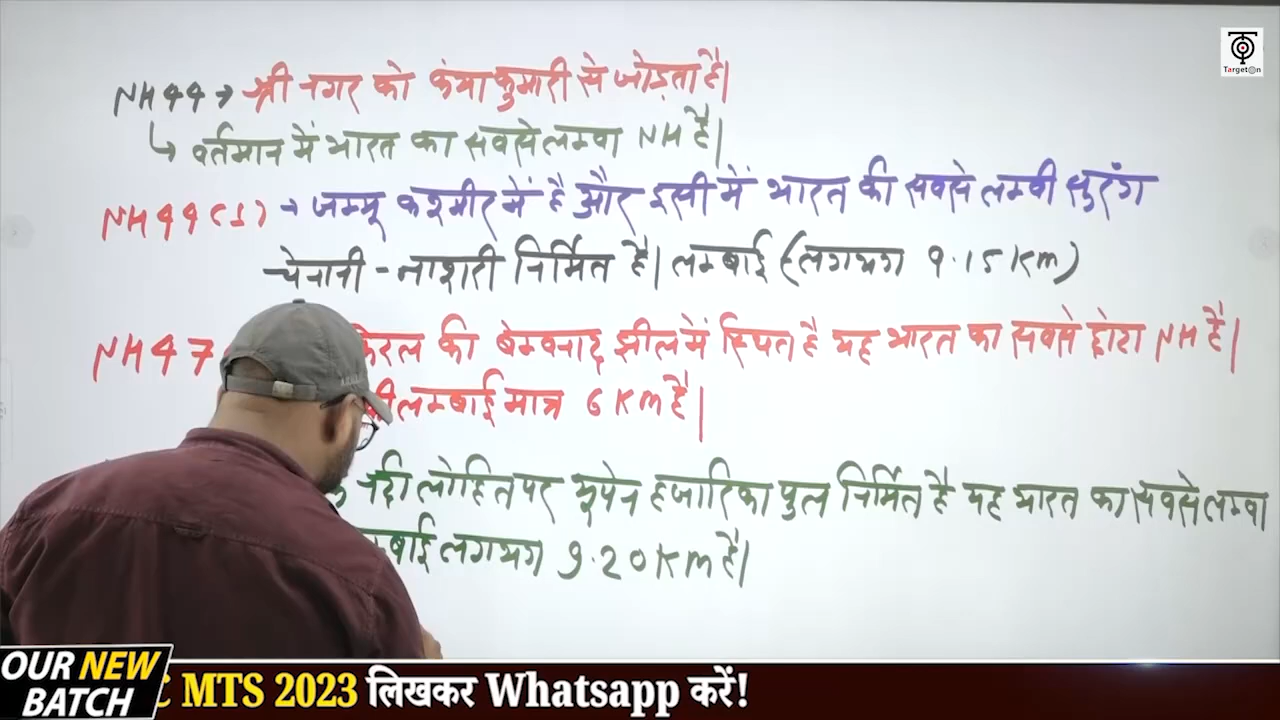 Target n
NH44 → श्री नगर को कंयाकुमारी से जोड़ता है|
↳ वर्तमान में भारत का सबसे लम्बा NH है|
NH44(1) → जम्मू कश्मीर में है और इसी में भारत की सबसे लम्बी सुरंग
चेनानी - नाशरी निर्मित है| लम्बाई (लगभग 9.15 Km)
NH47 केरल की बेम्बनाद झील में स्थित है यह भारत का सबसे छोटा NH है|
लम्बाई मात्र 6 Km है|
नदी लोहित पर भूपेन हजारिका पुल निर्मित है यह भारत का सबसे लम्बा
म्बाई लगभग 9.20 Km है|
OUR NEW
BATCH
C MTS 2023 लिखकर Whatsapp करें!